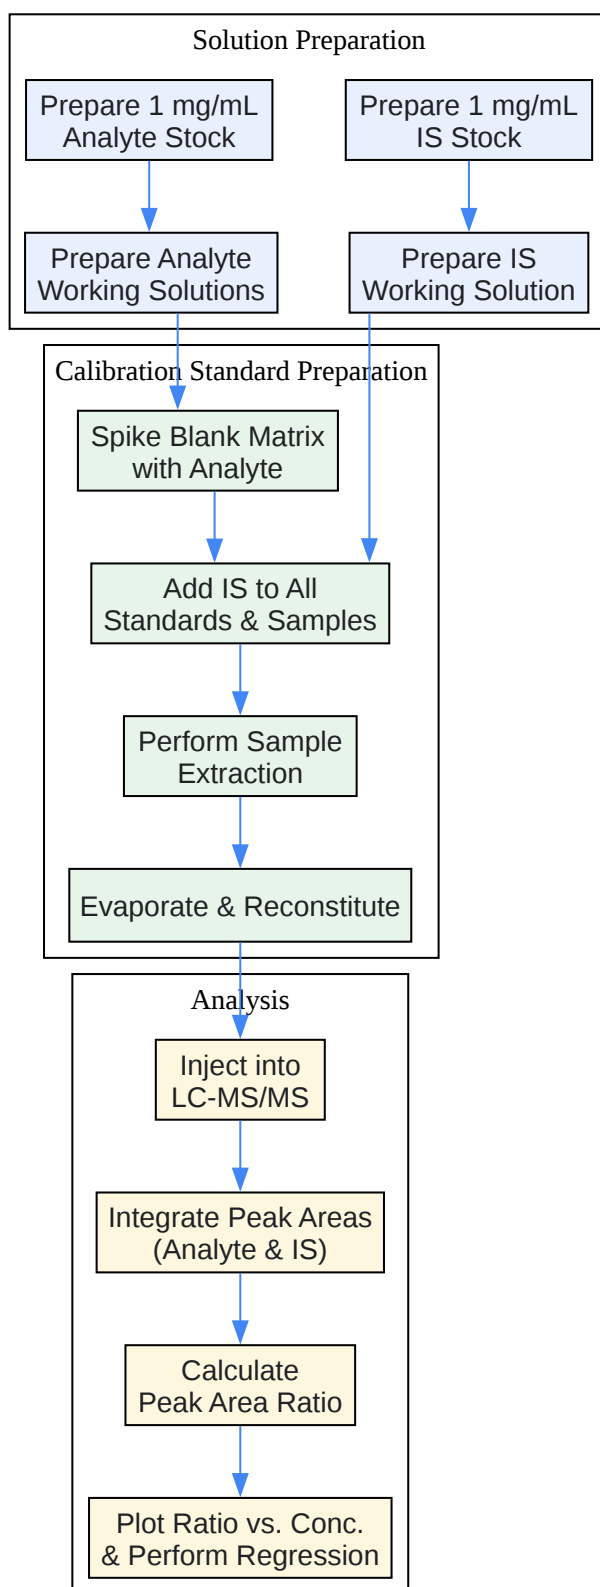 Solution Preparation
Prepare 1 mg/mL
Analyte Stock
Prepare 1 mg/mL
IS Stock
Prepare Analyte
Working Solutions
Prepare IS
Working Solution
Calibration Standard Preparation
Spike Blank Matrix
with Analyte
Add IS to All
Standards & Samples
Perform Sample
Extraction
Evaporate & Reconstitute
Analysis
Inject into
LC-MS/MS
Integrate Peak Areas
(Analyte & IS)
Calculate
Peak Area Ratio
Plot Ratio vs. Conc.
& Perform Regression